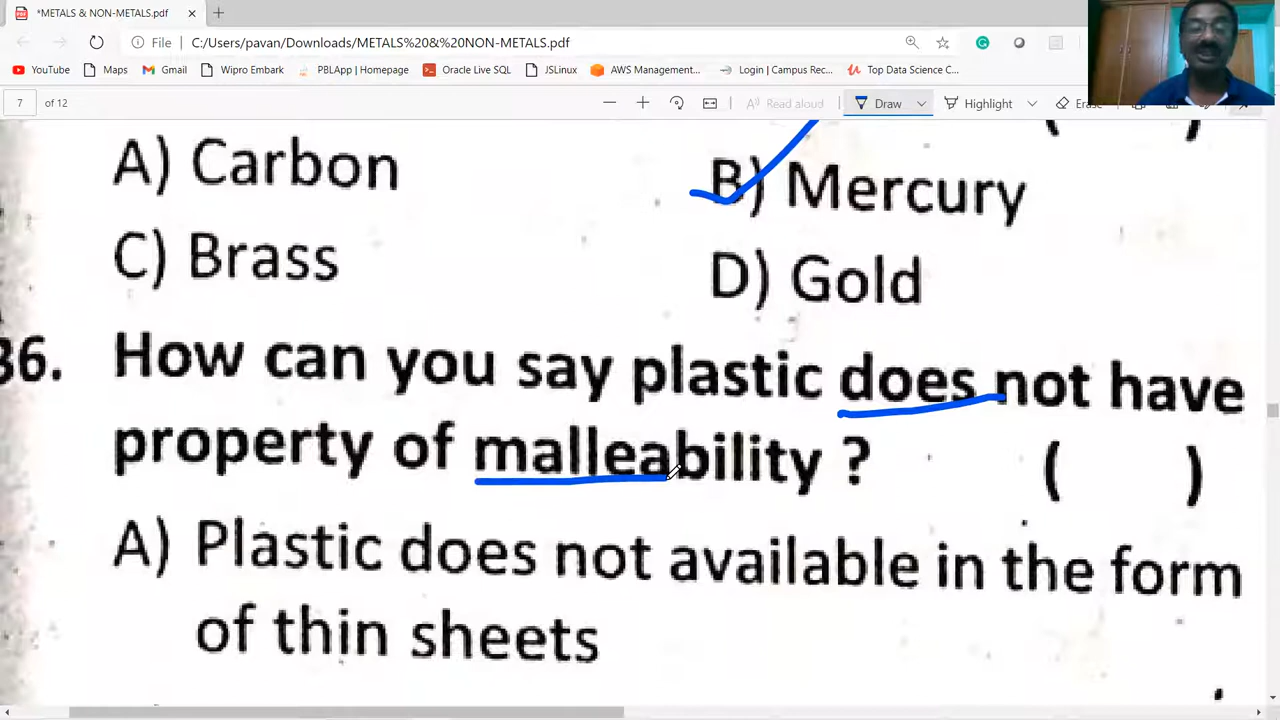 *METALS & NON-METALS.pdf
File C:/Users/pavan/Downloads/METALS%20&%20NON-METALS.pdf
YouTube Maps Gmail Wipro Embark PBLApp | Homepage Oracle Live SQL JSLinux AWS Management... Login | Campus Rec... Top Data Science C...
7 of 12 Read aloud Draw Highlight Erase
A) Carbon B) Mercury
C) Brass D) Gold
36. How can you say plastic does not have
property of malleability ? ( )
A) Plastic does not available in the form
of thin sheets